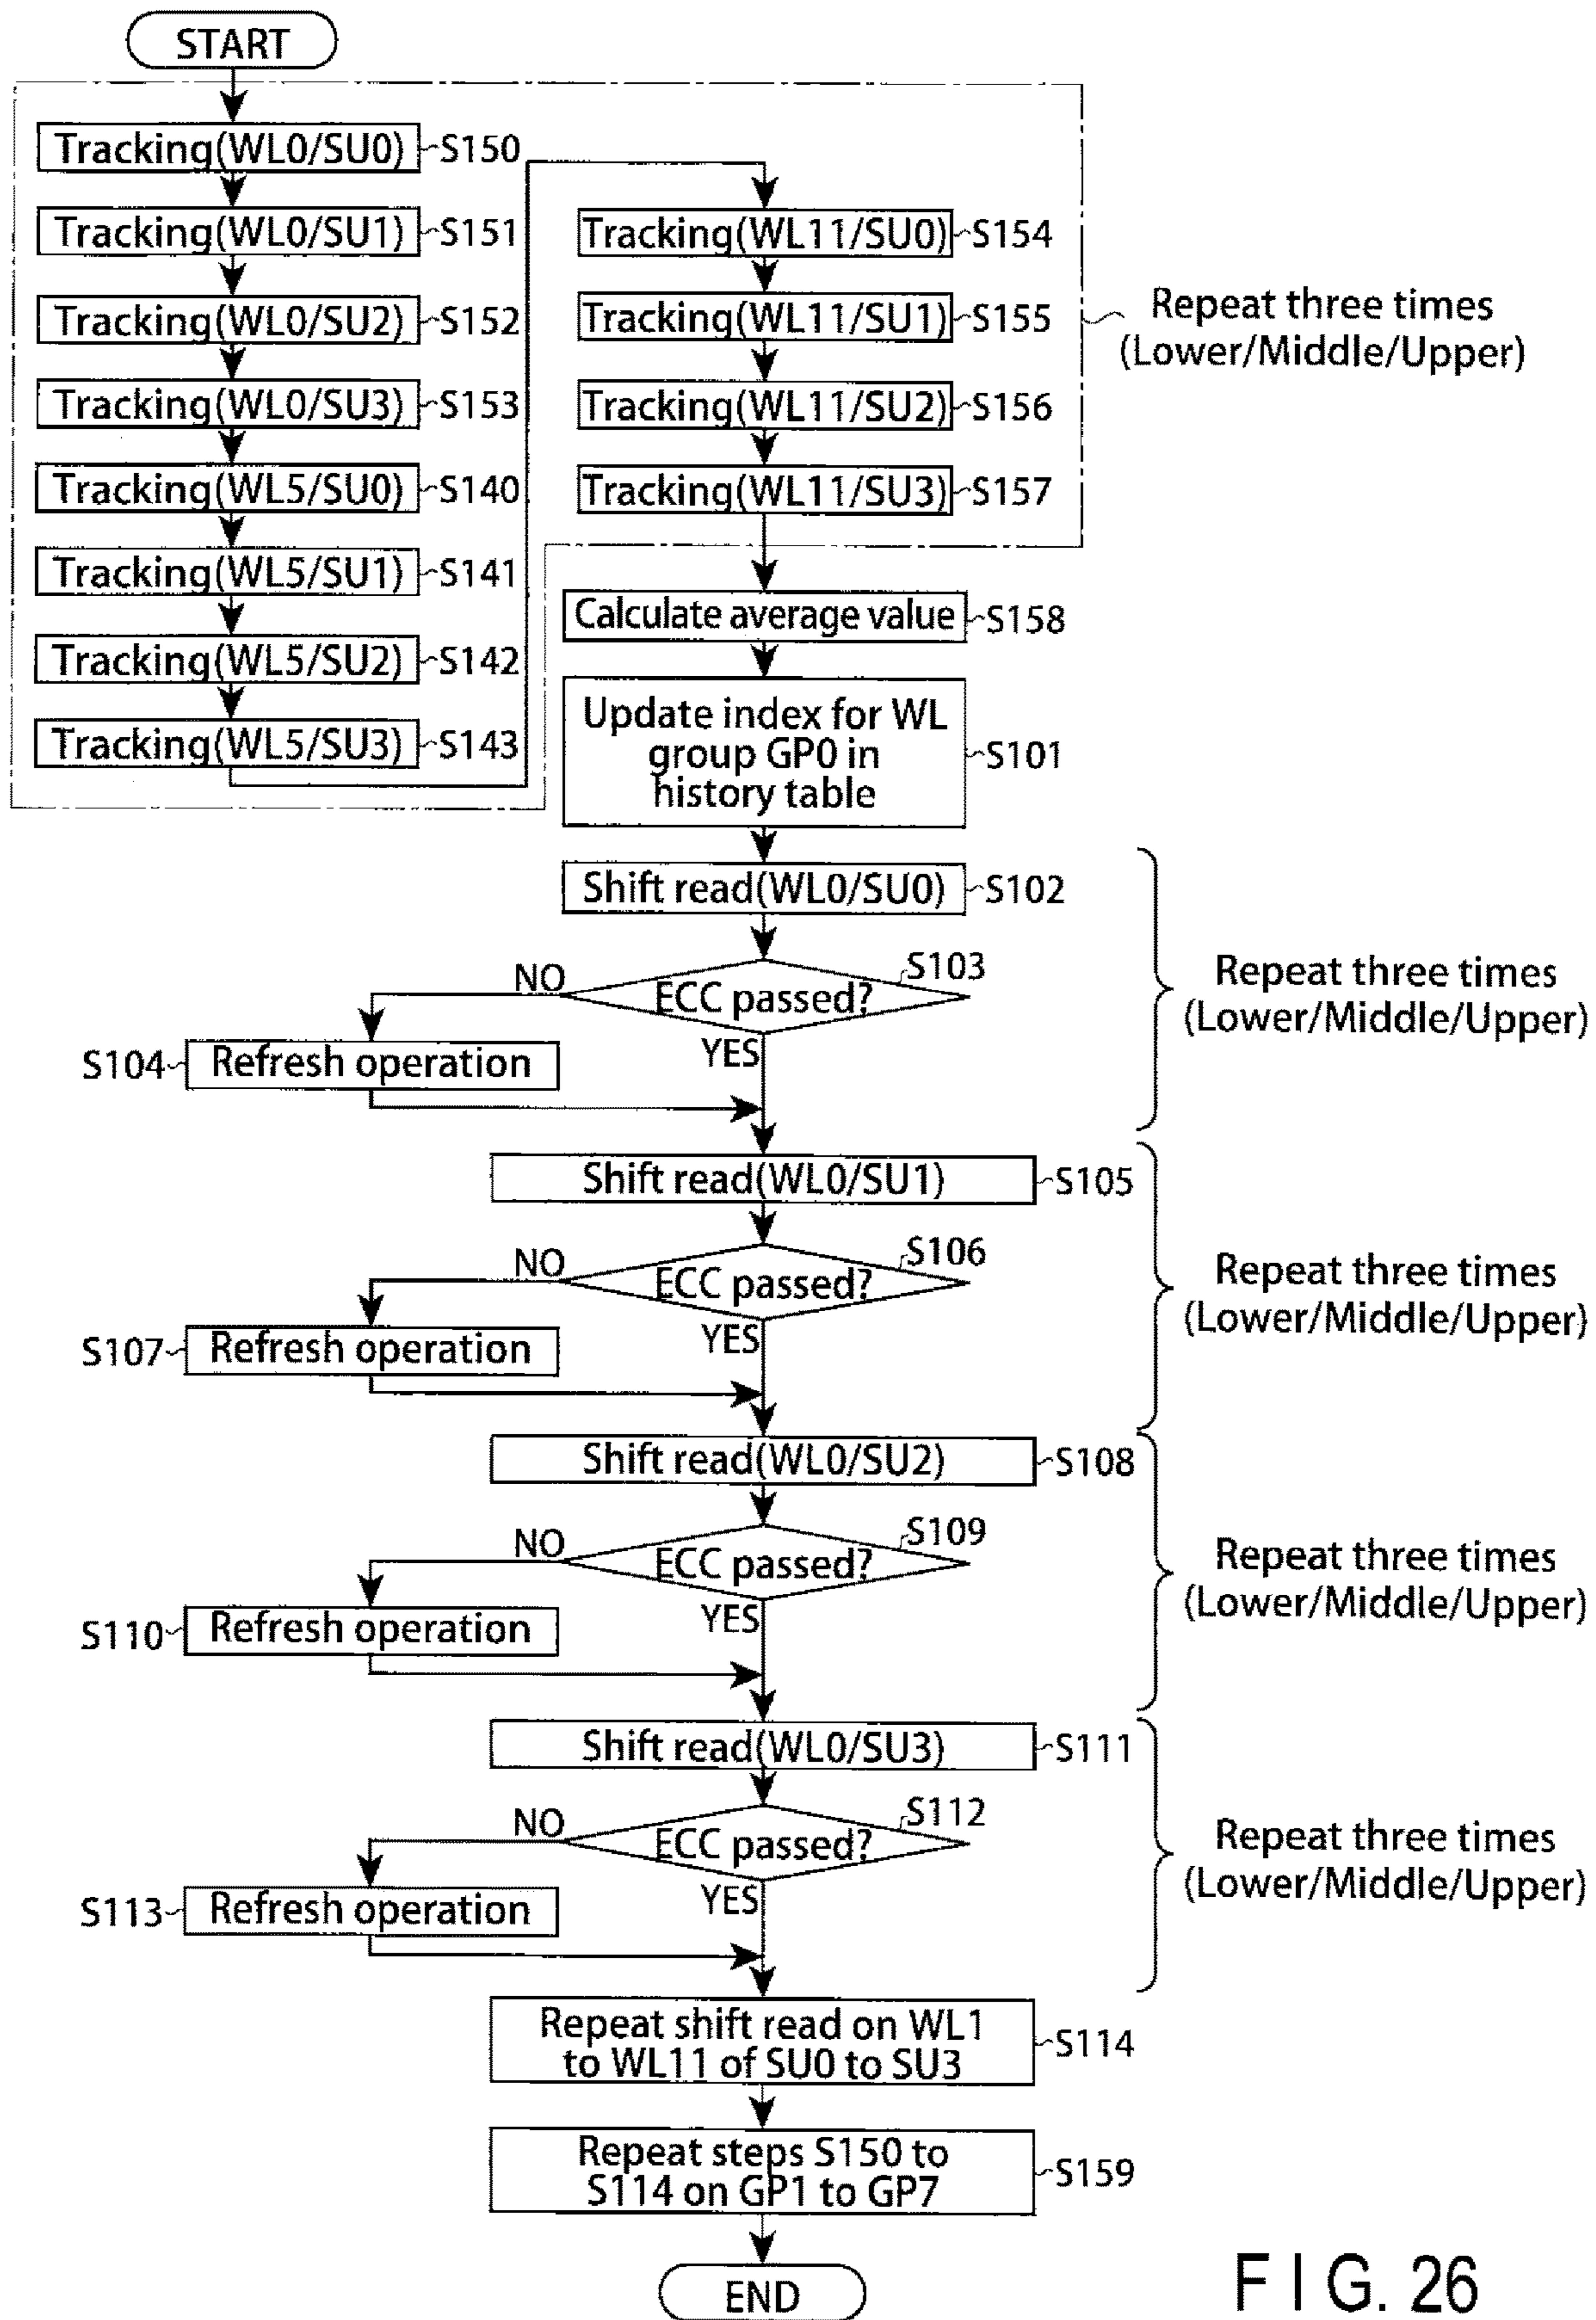 START
Tracking(WL0/SU0) S150
Tracking(WL0/SU1) S151
Tracking(WL0/SU2) S152
Tracking(WL0/SU3) S153
Tracking(WL5/SU0) S140
Tracking(WL5/SU1) S141
Tracking(WL5/SU2) S142
Tracking(WL5/SU3) S143
Tracking(WL11/SU0) S154
Tracking(WL11/SU1) S155
Tracking(WL11/SU2) S156
Tracking(WL11/SU3) S157
Repeat three times
(Lower/Middle/Upper)
Calculate average value S158
Update index for WL
group GP0 in
history table
S101
Shift read(WL0/SU0) S102
ECC passed? S103
NO
YES
S104 Refresh operation
Repeat three times
(Lower/Middle/Upper)
Shift read(WL0/SU1) S105
ECC passed? S106
NO
YES
S107 Refresh operation
Repeat three times
(Lower/Middle/Upper)
Shift read(WL0/SU2) S108
ECC passed? S109
NO
YES
S110 Refresh operation
Repeat three times
(Lower/Middle/Upper)
Shift read(WL0/SU3) S111
ECC passed? S112
NO
YES
S113 Refresh operation
Repeat three times
(Lower/Middle/Upper)
Repeat shift read on WL1
to WL11 of SU0 to SU3
S114
Repeat steps S150 to
S114 on GP1 to GP7
S159
END
FIG. 26